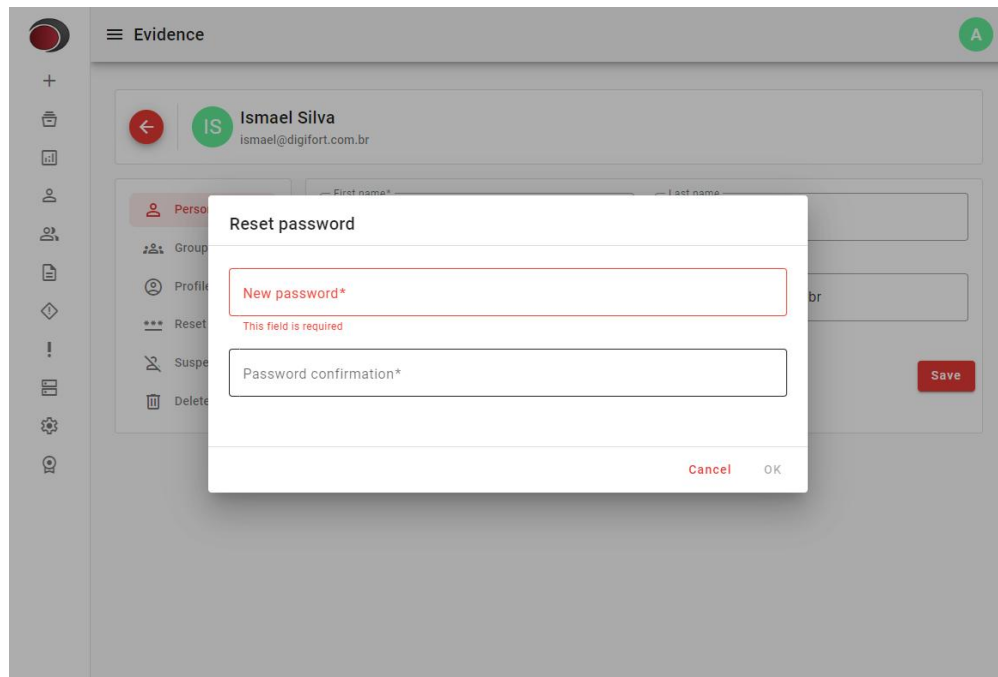 Evidence
A
IS
Ismael Silva
ismael@digifort.com.br
First name*
Last name
Perso
Group
Profile
Reset
Suspe
Delete
br
Save
Reset password
New password*
This field is required
Password confirmation*
Cancel
OK